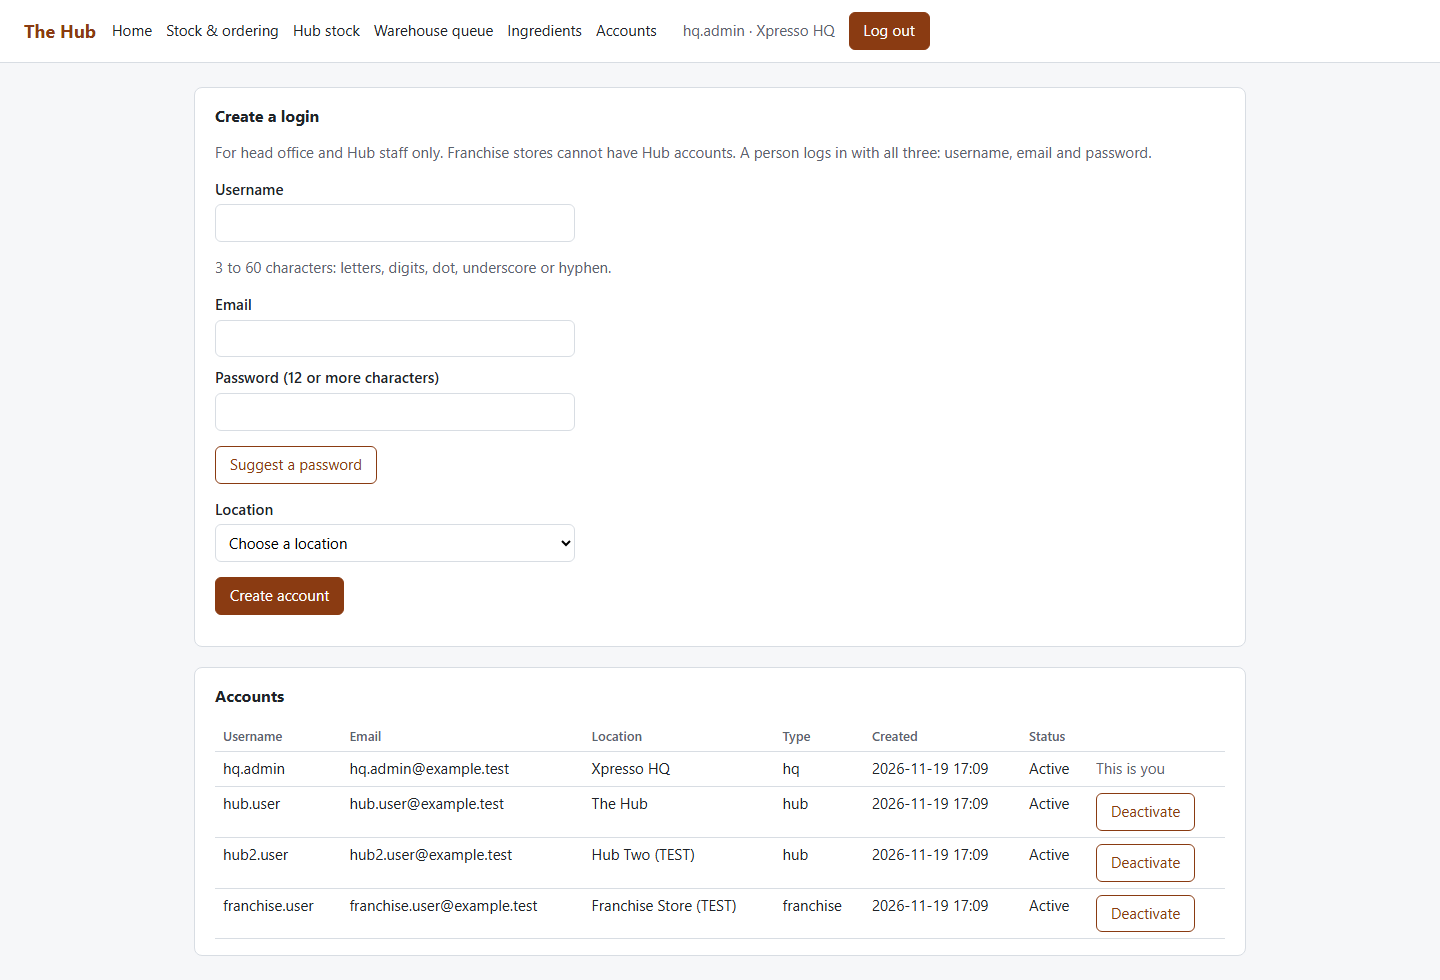 The Hub Home Stock & ordering Hub stock Warehouse queue Ingredients Accounts hq.admin · Xpresso HQ Log out
Create a login
For head office and Hub staff only. Franchise stores cannot have Hub accounts. A person logs in with all three: username, email and password.
Username
3 to 60 characters: letters, digits, dot, underscore or hyphen.
Email
Password (12 or more characters)
Suggest a password
Location
Choose a location
Create account
Accounts
Username Email Location Type Created Status
hq.admin hq.admin@example.test Xpresso HQ hq 2026-11-19 17:09 Active This is you
hub.user hub.user@example.test The Hub hub 2026-11-19 17:09 Active Deactivate
hub2.user hub2.user@example.test Hub Two (TEST) hub 2026-11-19 17:09 Active Deactivate
franchise.user franchise.user@example.test Franchise Store (TEST) franchise 2026-11-19 17:09 Active Deactivate